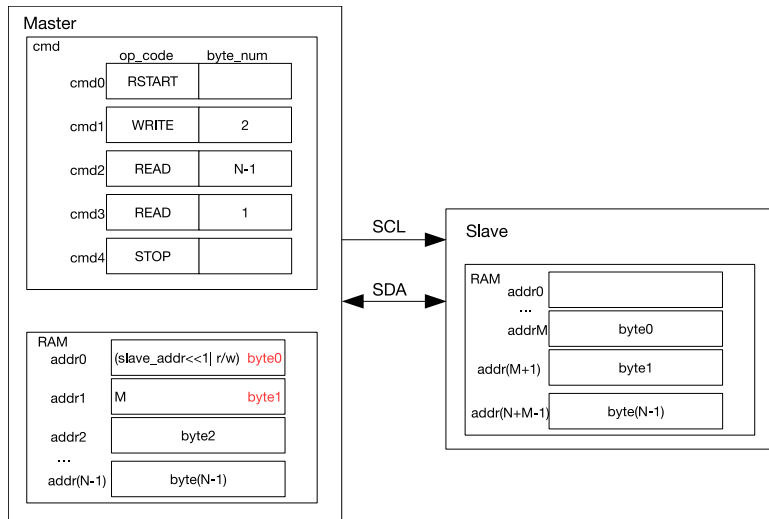 Master
cmd
op_code byte_num
cmd0 RSTART
cmd1 WRITE 2
cmd2 READ N-1
cmd3 READ 1
cmd4 STOP
SCL
SDA
RAM
addr0 (slave_addr<<1| r/w) byte0
addr1 M byte1
addr2 byte2
...
addr(N-1) byte(N-1)
Slave
RAM
addr0
...
addrM byte0
addr(M+1) byte1
addr(N+M-1) byte(N-1)